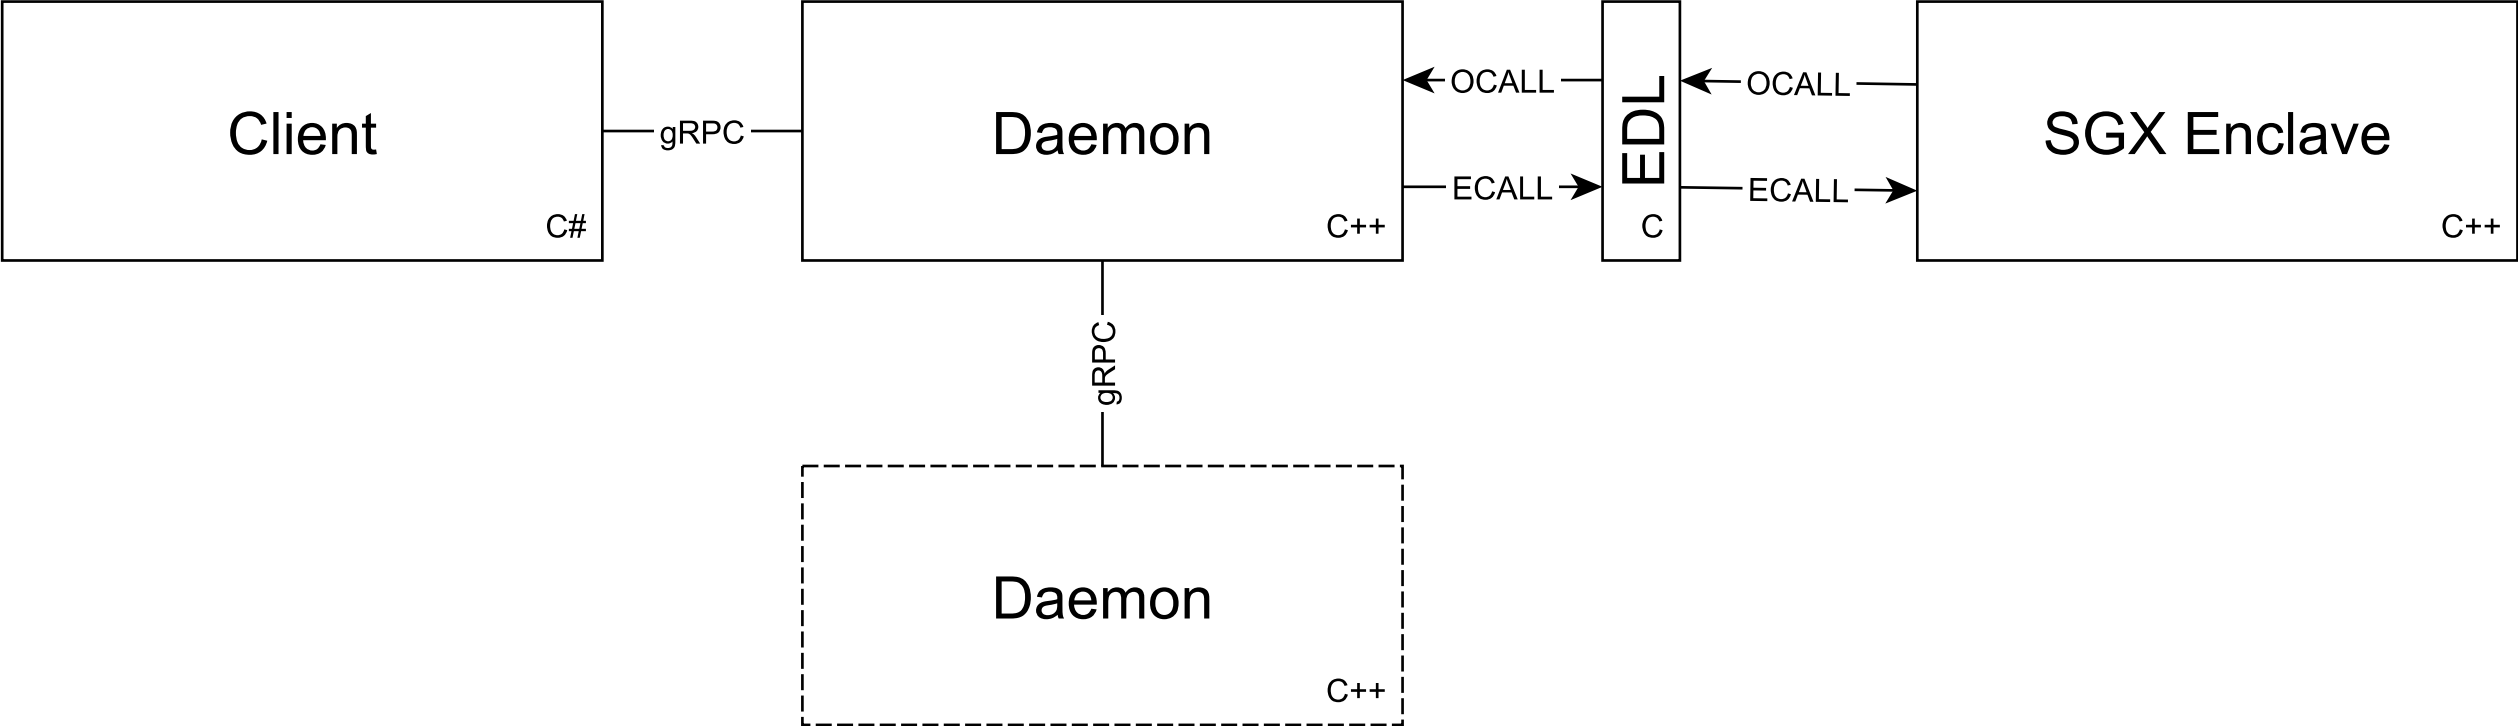 Client
C#
gRPC
Daemon
C++
OCALL
ECALL
EDL
C
OCALL
ECALL
SGX Enclave
C++
gRPC
Daemon
C++